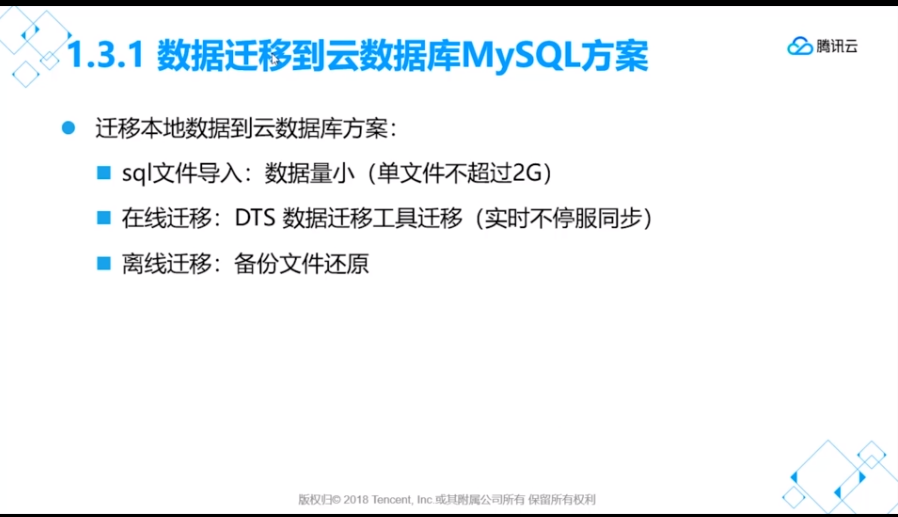 1.3.1 数据迁移到云数据库MySQL方案
腾讯云
迁移本地数据到云数据库方案：
sql文件导入：数据量小（单文件不超过2G）
在线迁移：DTS 数据迁移工具迁移（实时不停服同步）
离线迁移：备份文件还原
版权归© 2018 Tencent, Inc.或其附属公司所有 保留所有权利